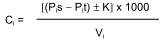 [(Pᵢs – Pᵢt) ± K] x 1000
Cᵢ =
Vᵢ